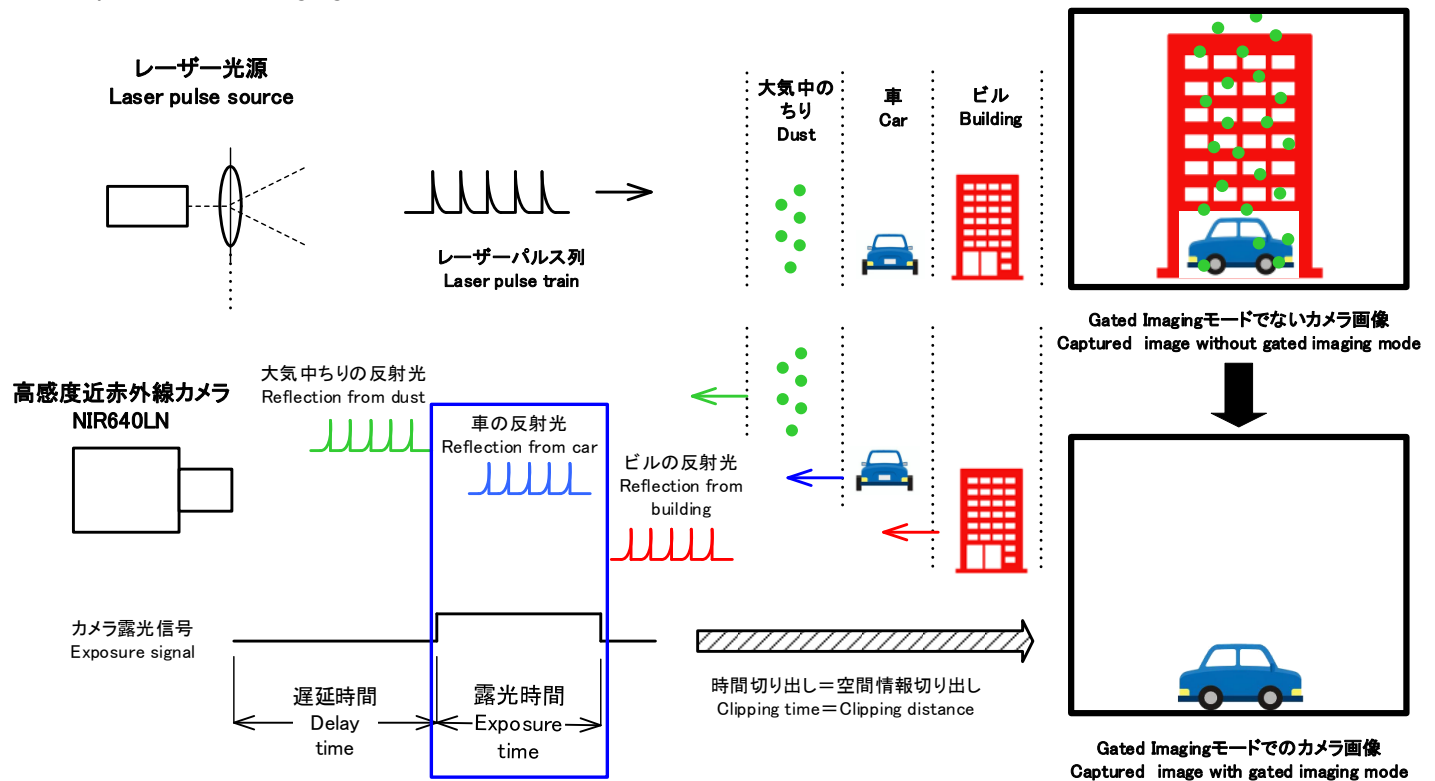 レーザー光源
Laser pulse source
レーザーパルス列
Laser pulse train
大気中の
ちり
Dust
車
Car
ビル
Building
Gated Imagingモードでないカメラ画像
Captured image without gated imaging mode
高感度近赤外線カメラ
NIR640LN
大気中ちりの反射光
Reflection from dust
車の反射光
Reflection from car
ビルの反射光
Reflection from
building
カメラ露光信号
Exposure signal
遅延時間
Delay
time
露光時間
Exposure
time
時間切り出し＝空間情報切り出し
Clipping time＝Clipping distance
Gated Imagingモードでのカメラ画像
Captured image with gated imaging mode